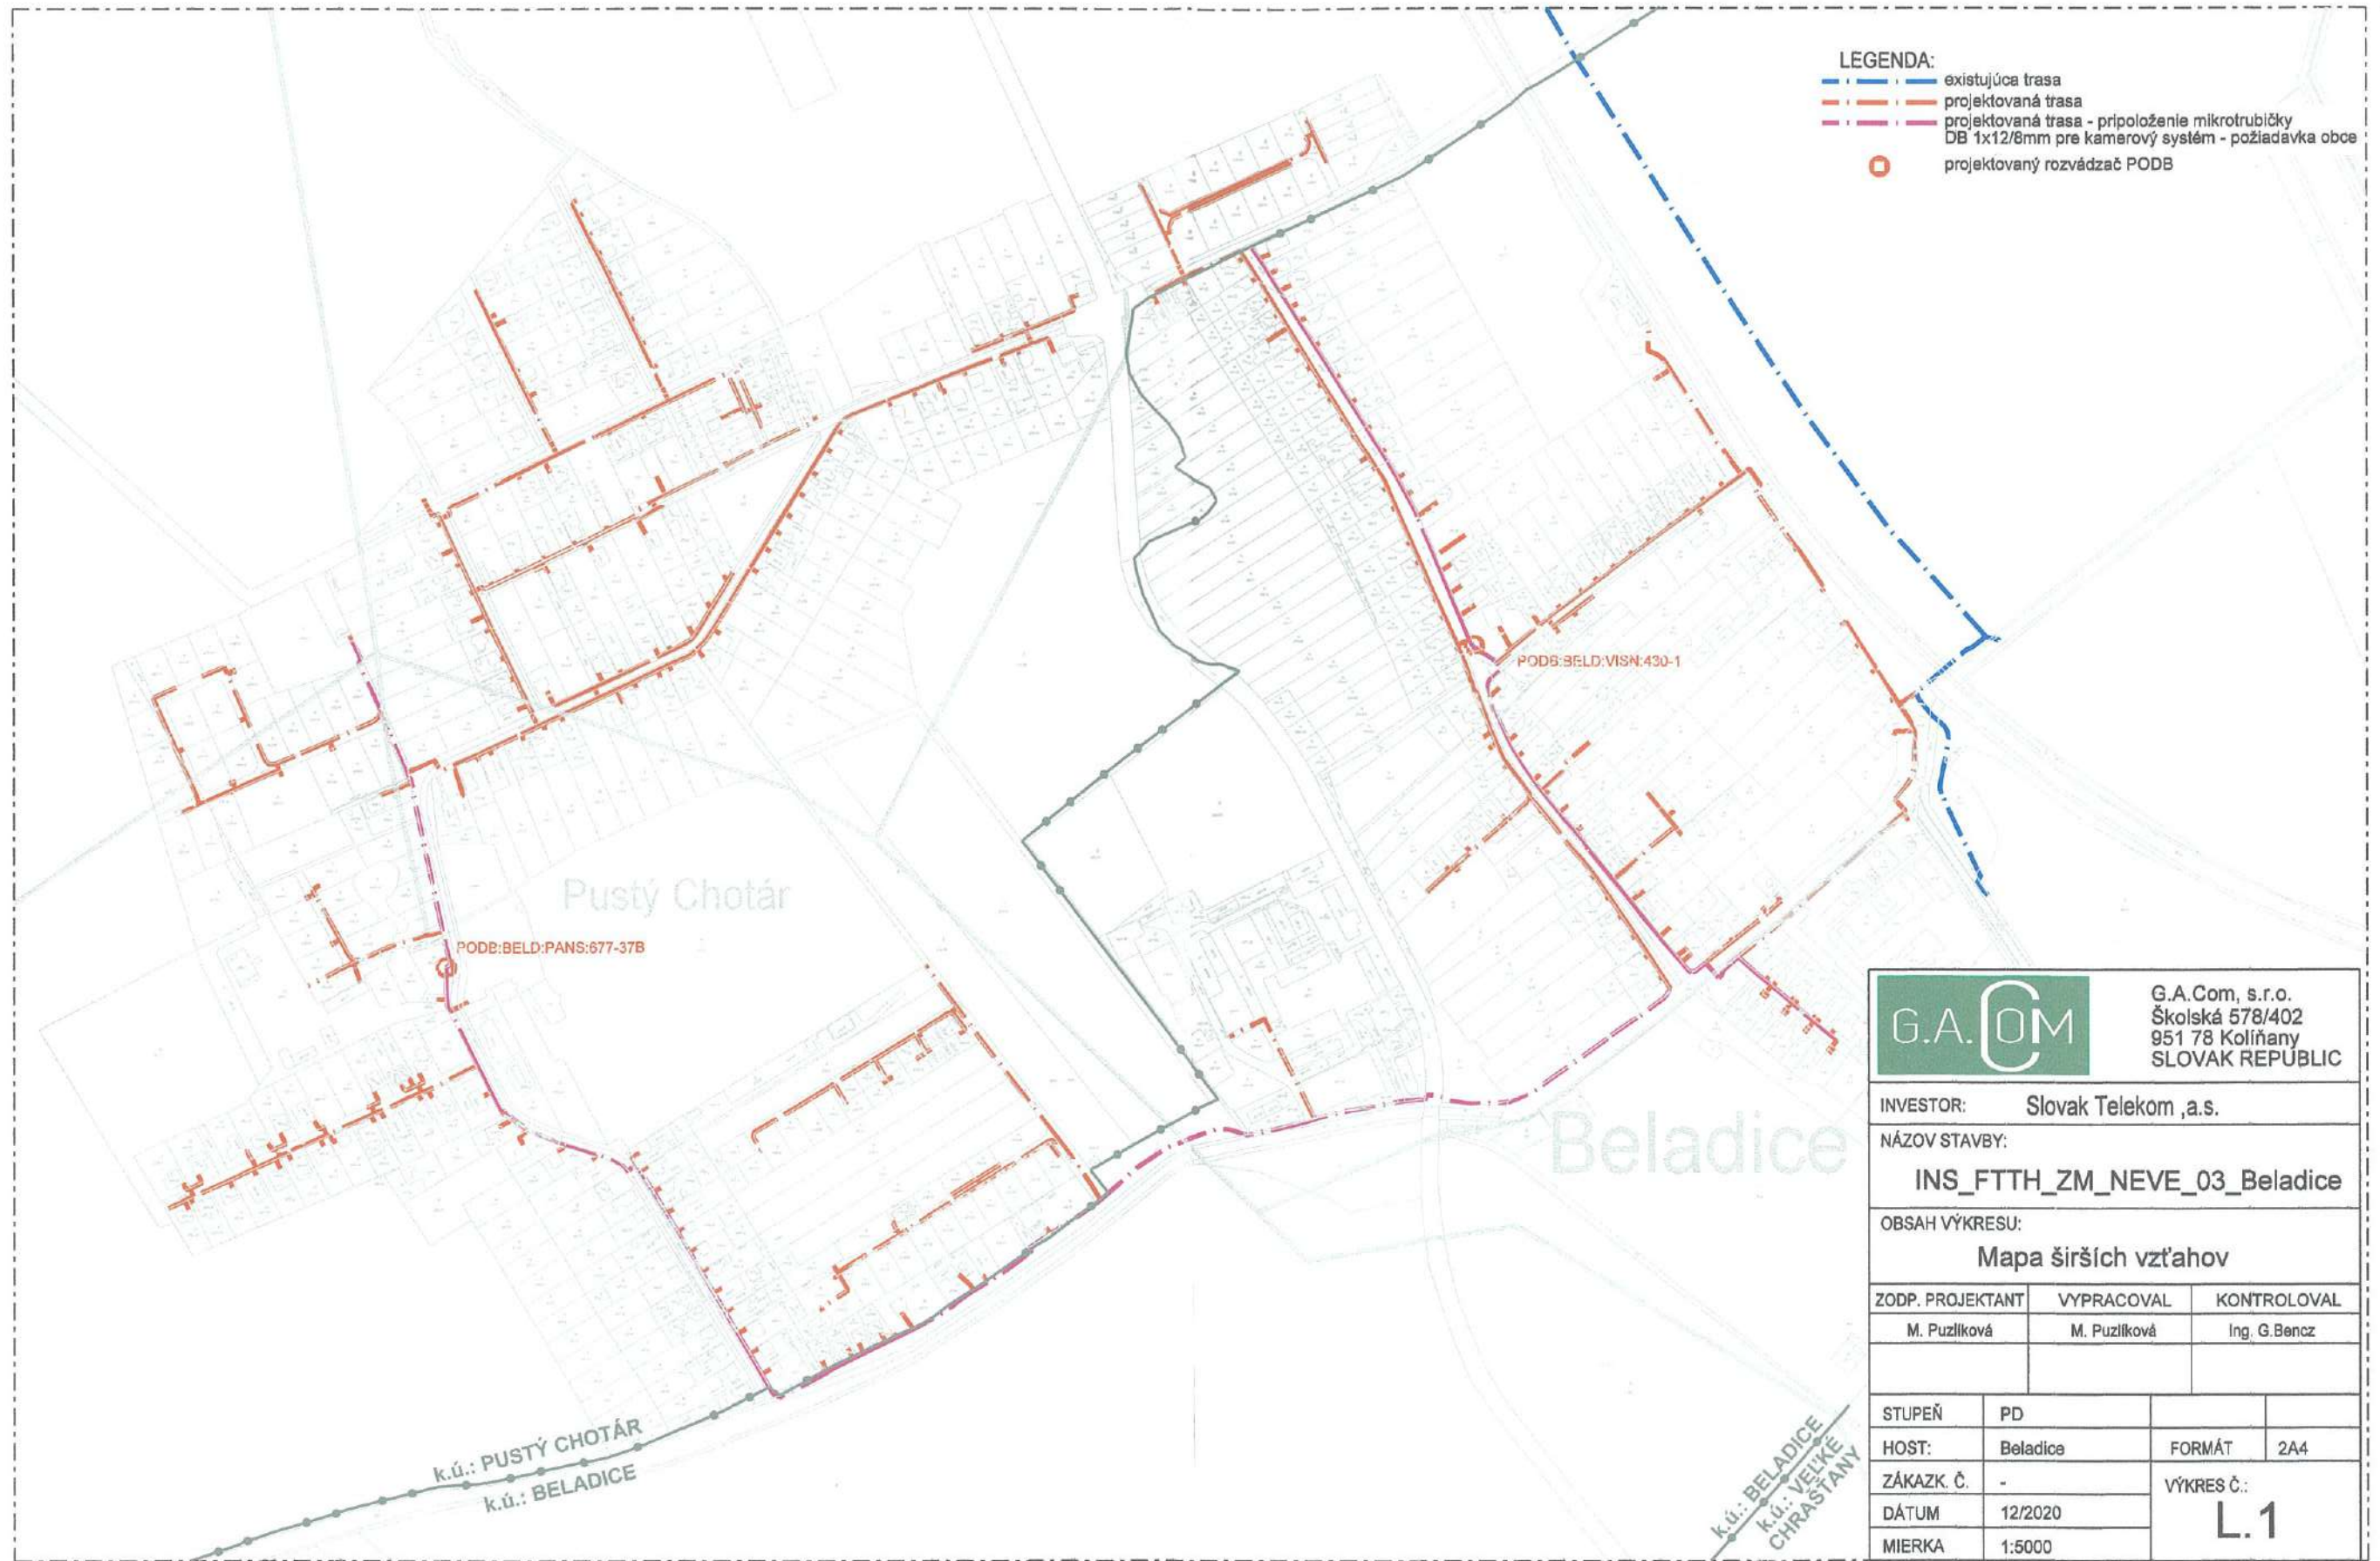 LEGENDA:
existujúca trasa
projektovaná trasa
projektovaná trasa - pripoloženie mikrotrubičky
DB 1x12/8mm pre kamerový systém - požiadavka obce
projektovaný rozvádzač PODB
PODB:BELD:VISN:430-1
Pustý Chotár
PODB:BELD:PANS:677-37B
Beladice
k.ú.: PUSTÝ CHOTÁR
k.ú.: BELADICE
k.ú.: BELADICE
k.ú.: VEĽKÉ
CHRAŠŤANY
G.A.COM
G.A.Com, s.r.o.
Školská 578/402
951 78 Kolíňany
SLOVAK REPUBLIC
INVESTOR: Slovak Telekom ,a.s.
NÁZOV STAVBY:
INS_FTTH_ZM_NEVE_03_Beladice
OBSAH VÝKRESU:
Mapa širších vzťahov
ZODP. PROJEKTANT VYPRACOVAL KONTROLOVAL
M. Puzlíková M. Puzlíková Ing. G.Bencz
STUPEŇ PD
HOST: Beladice FORMÁT 2A4
ZÁKAZK. Č. - VÝKRES Č.:
DÁTUM 12/2020 L.1
MIERKA 1:5000